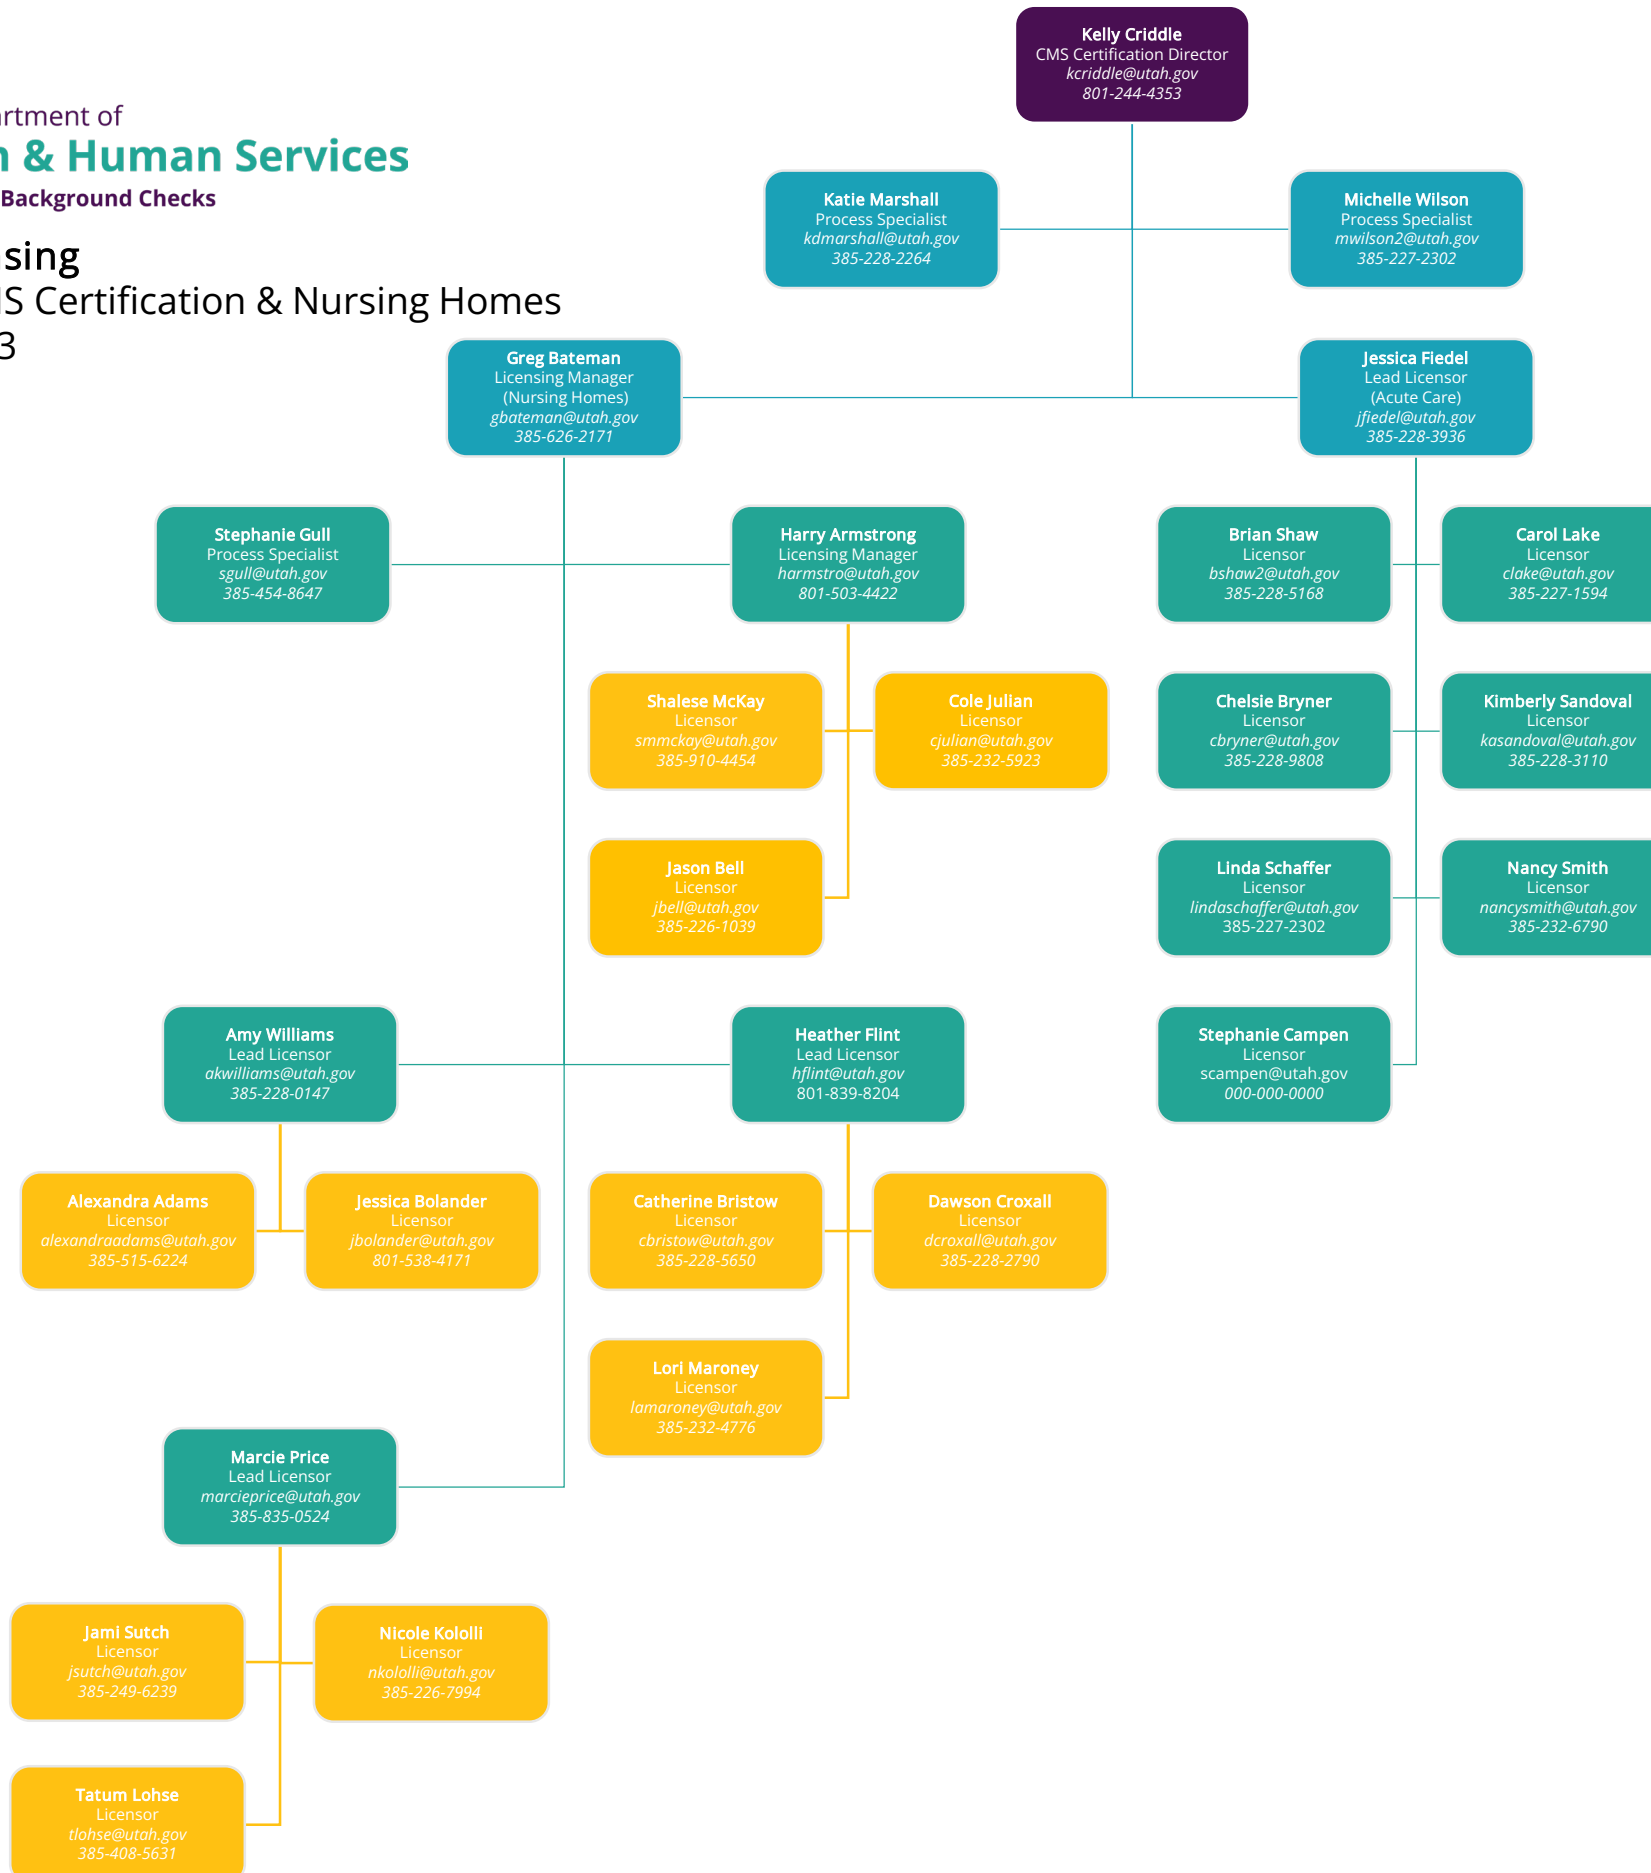 Kelly Criddle
CMS Certification Director
kcriddle@utah.gov
801-244-4353
artment of
& Human Services
Background Checks
sing
S Certification & Nursing Homes
3
Katie Marshall
Process Specialist
kdmarshall@utah.gov
385-228-2264
Michelle Wilson
Process Specialist
mwilson2@utah.gov
385-227-2302
Greg Bateman
Licensing Manager
(Nursing Homes)
gbateman@utah.gov
385-626-2171
Jessica Fiedel
Lead Licensor
(Acute Care)
jfiedel@utah.gov
385-228-3936
Stephanie Gull
Process Specialist
sgull@utah.gov
385-454-8647
Harry Armstrong
Licensing Manager
harmstro@utah.gov
801-503-4422
Brian Shaw
Licensor
bshaw2@utah.gov
385-228-5168
Carol Lake
Licensor
clake@utah.gov
385-227-1594
Shalese McKay
Licensor
smmckay@utah.gov
385-910-4454
Cole Julian
Licensor
cjulian@utah.gov
385-232-5923
Chelsie Bryner
Licensor
cbryner@utah.gov
385-228-9808
Kimberly Sandoval
Licensor
kasandoval@utah.gov
385-228-3110
Jason Bell
Licensor
jbell@utah.gov
385-226-1039
Linda Schaffer
Licensor
lindaschaffer@utah.gov
385-227-2302
Nancy Smith
Licensor
nancysmith@utah.gov
385-232-6790
Amy Williams
Lead Licensor
akwilliams@utah.gov
385-228-0147
Heather Flint
Lead Licensor
hflint@utah.gov
801-839-8204
Stephanie Campen
Licensor
scampen@utah.gov
000-000-0000
Alexandra Adams
Licensor
alexandraadams@utah.gov
385-515-6224
Jessica Bolander
Licensor
jbolander@utah.gov
801-538-4171
Catherine Bristow
Licensor
cbristow@utah.gov
385-228-5650
Dawson Croxall
Licensor
dcroxall@utah.gov
385-228-2790
Lori Maroney
Licensor
lamaroney@utah.gov
385-232-4776
Marcie Price
Lead Licensor
marcieprice@utah.gov
385-835-0524
Jami Sutch
Licensor
jsutch@utah.gov
385-249-6239
Nicole Kololli
Licensor
nkololli@utah.gov
385-226-7994
Tatum Lohse
Licensor
tlohse@utah.gov
385-408-5631